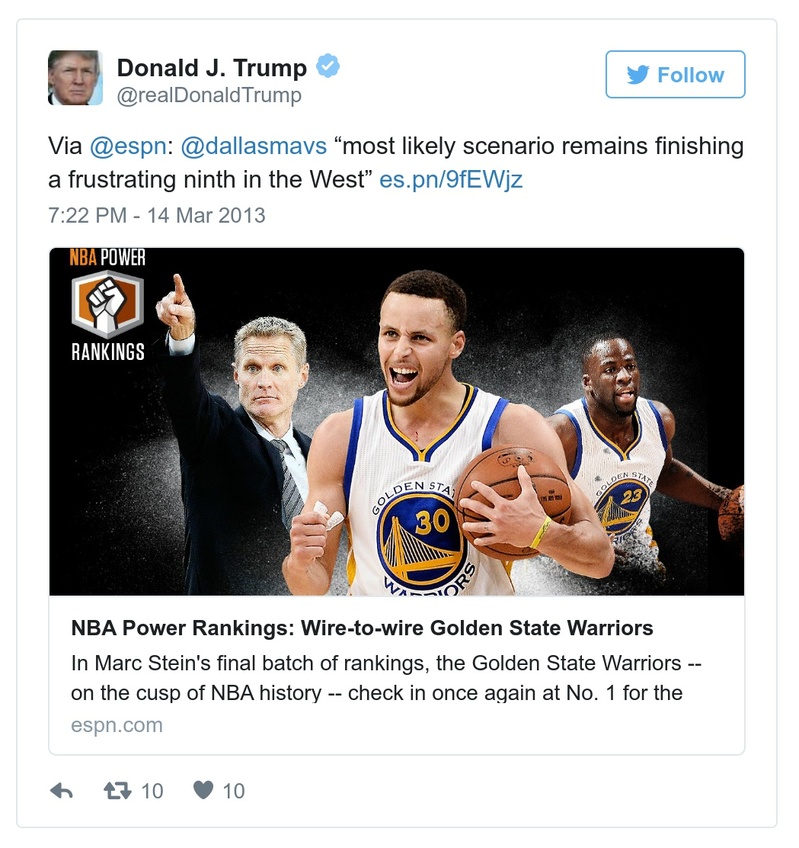 Donald J. Trump
@realDonaldTrump
Follow
Via @espn: @dallasmavs “most likely scenario remains finishing
a frustrating ninth in the West” es.pn/9fEWjz
7:22 PM - 14 Mar 2013
NBA POWER
RANKINGS
GOLDEN STA
30
WARRIORS
GOLDEN STATE
23
NBA Power Rankings: Wire-to-wire Golden State Warriors
In Marc Stein's final batch of rankings, the Golden State Warriors --
on the cusp of NBA history -- check in once again at No. 1 for the
espn.com
10
10